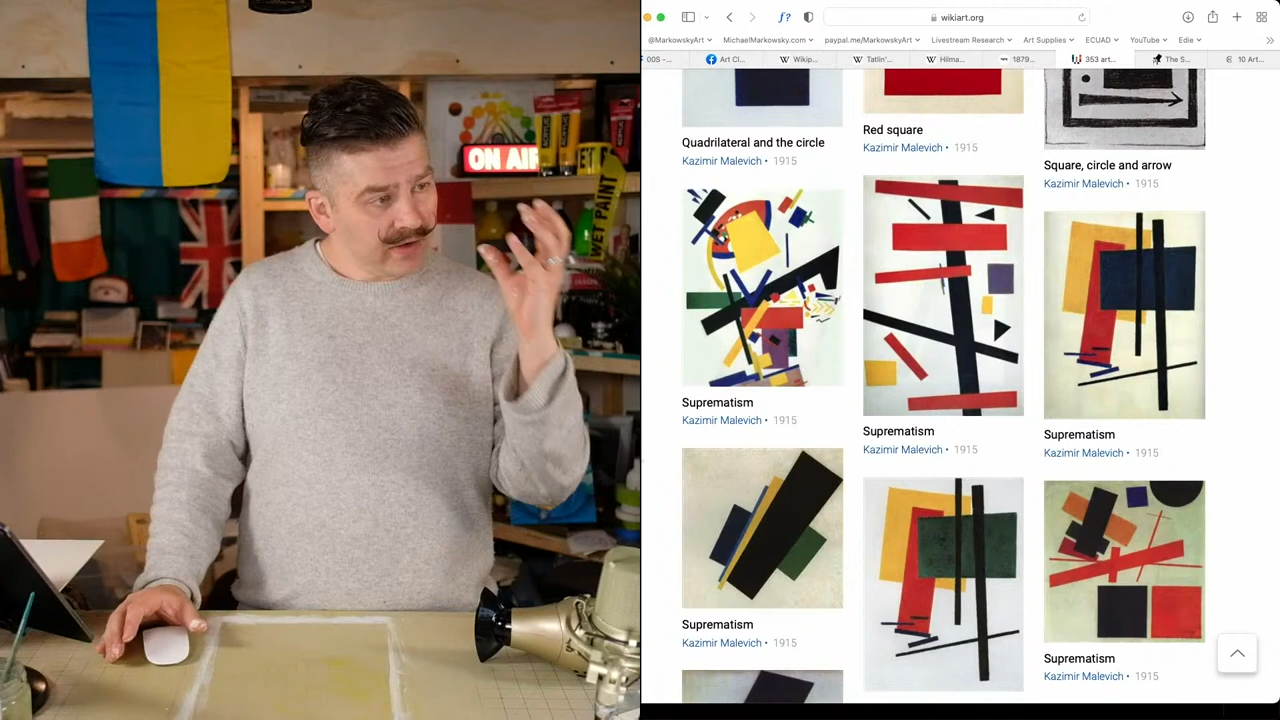 ON AIR
WET PAINT
wikiart.org
@MarkowskyArt
MichaelMarkowsky.com
paypal.me/MarkowskyArt
Livestream Research
Art Supplies
ECUAD
YouTube
Edie
00S -...
Art Cl...
Wikip...
Tatlin'...
Hilma...
1879...
353 art...
The S...
10 Art...
Quadrilateral and the circle
Kazimir Malevich • 1915
Red square
Kazimir Malevich • 1915
Square, circle and arrow
Kazimir Malevich • 1915
Suprematism
Kazimir Malevich • 1915
Suprematism
Kazimir Malevich • 1915
Suprematism
Kazimir Malevich • 1915
Suprematism
Kazimir Malevich • 1915
Suprematism
Kazimir Malevich • 1915